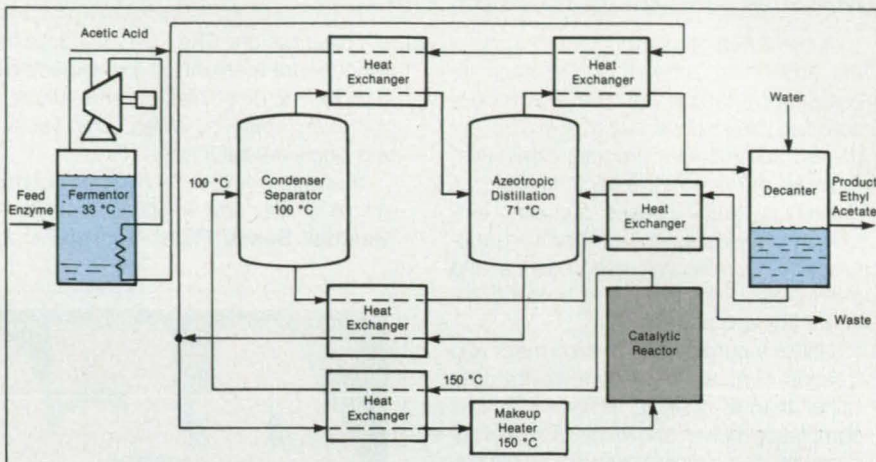 Acetic Acid
Heat
Exchanger
Heat
Exchanger
Water
Feed
Enzyme
Fermentor
33 °C
100 °C
Condenser
Separator
100 °C
Azeotropic
Distillation
71 °C
Heat
Exchanger
Decanter
Product
Ethyl
Acetate
Waste
Heat
Exchanger
Catalytic
Reactor
150 °C
Heat
Exchanger
Makeup
Heater
150 °C